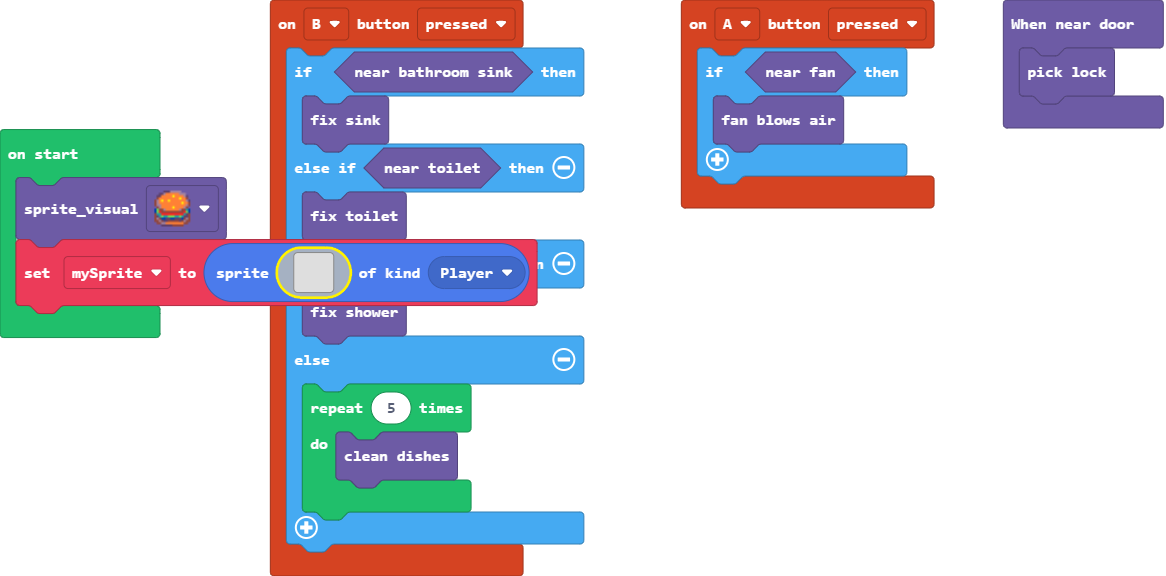 on start
sprite_visual
set mySprite to sprite of kind Player
on B button pressed
if near bathroom sink then
fix sink
else if near toilet then
fix toilet
fix shower
else
repeat 5 times
do
clean dishes
on A button pressed
if near fan then
fan blows air
When near door
pick lock